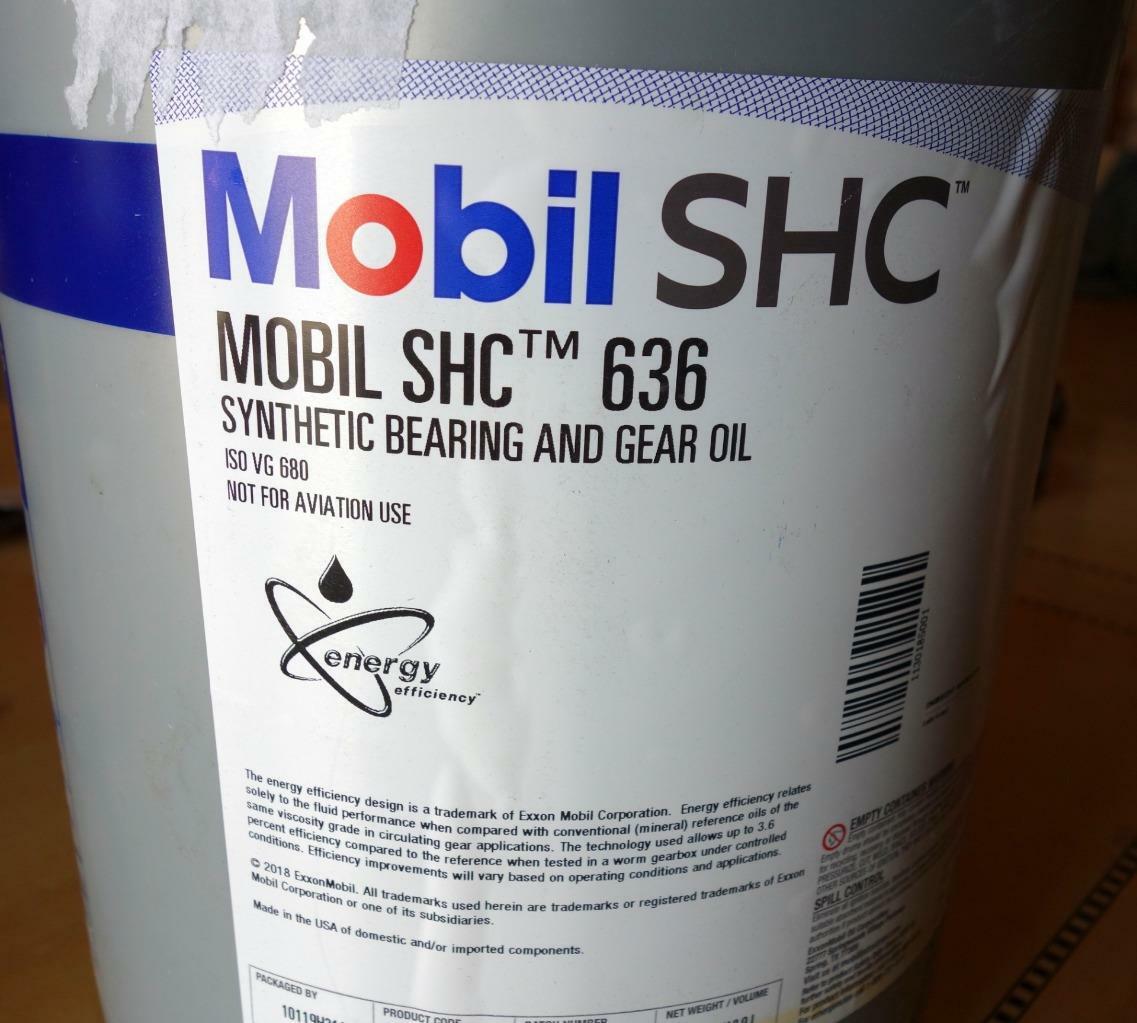 Mobil SHC™
MOBIL SHC™ 636
SYNTHETIC BEARING AND GEAR OIL
ISO VG 680
NOT FOR AVIATION USE
energy
efficiency™
The energy efficiency design is a trademark of Exxon Mobil Corporation. Energy efficiency relates
solely to the fluid performance when compared with conventional (mineral) reference oils of the
same viscosity grade in circulating gear applications. The technology used allows up to 3.6
percent efficiency compared to the reference when tested in a worm gearbox under controlled
conditions. Efficiency improvements will vary based on operating conditions and applications.
© 2018 ExxonMobil. All trademarks used herein are trademarks or registered trademarks of Exxon
Mobil Corporation or one of its subsidiaries.
Made in the USA of domestic and/or imported components.
PACKAGED BY
PRODUCT CODE
NET WEIGHT / VOLUME
EMPTY CONTAINER
SPILL CONTROL